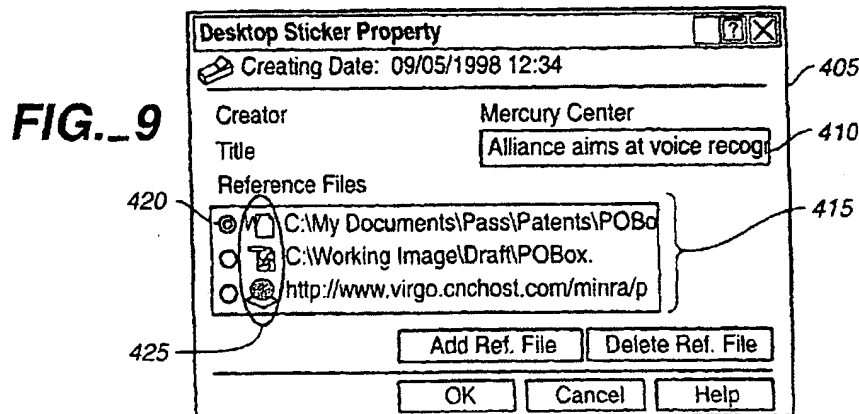 Desktop Sticker Property ?
Creating Date: 09/05/1998 12:34
405
FIG._9
Creator Mercury Center
Title Alliance aims at voice recogr
410
Reference Files
420
C:\My Documents\Pass\Patents\POBo
415
C:\Working Image\Draft\POBox.
http://www.virgo.cnchost.com/minra/p
425
Add Ref. File Delete Ref. File
OK Cancel Help